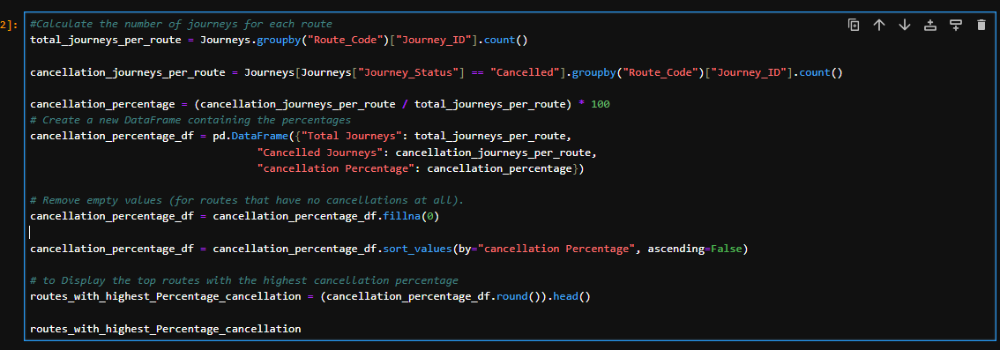 2]:
#Calculate the number of journeys for each route
total_journeys_per_route = Journeys.groupby("Route_Code")["Journey_ID"].count()
cancellation_journeys_per_route = Journeys[Journeys["Journey_Status"] == "Cancelled"].groupby("Route_Code")["Journey_ID"].count()
cancellation_percentage = (cancellation_journeys_per_route / total_journeys_per_route) * 100
# Create a new DataFrame containing the percentages
cancellation_percentage_df = pd.DataFrame({"Total Journeys": total_journeys_per_route,
"Cancelled Journeys": cancellation_journeys_per_route,
"cancellation Percentage": cancellation_percentage})
# Remove empty values (for routes that have no cancellations at all).
cancellation_percentage_df = cancellation_percentage_df.fillna(0)
cancellation_percentage_df = cancellation_percentage_df.sort_values(by="cancellation Percentage", ascending=False)
# to Display the top routes with the highest cancellation percentage
routes_with_highest_Percentage_cancellation = (cancellation_percentage_df.round()).head()
routes_with_highest_Percentage_cancellation